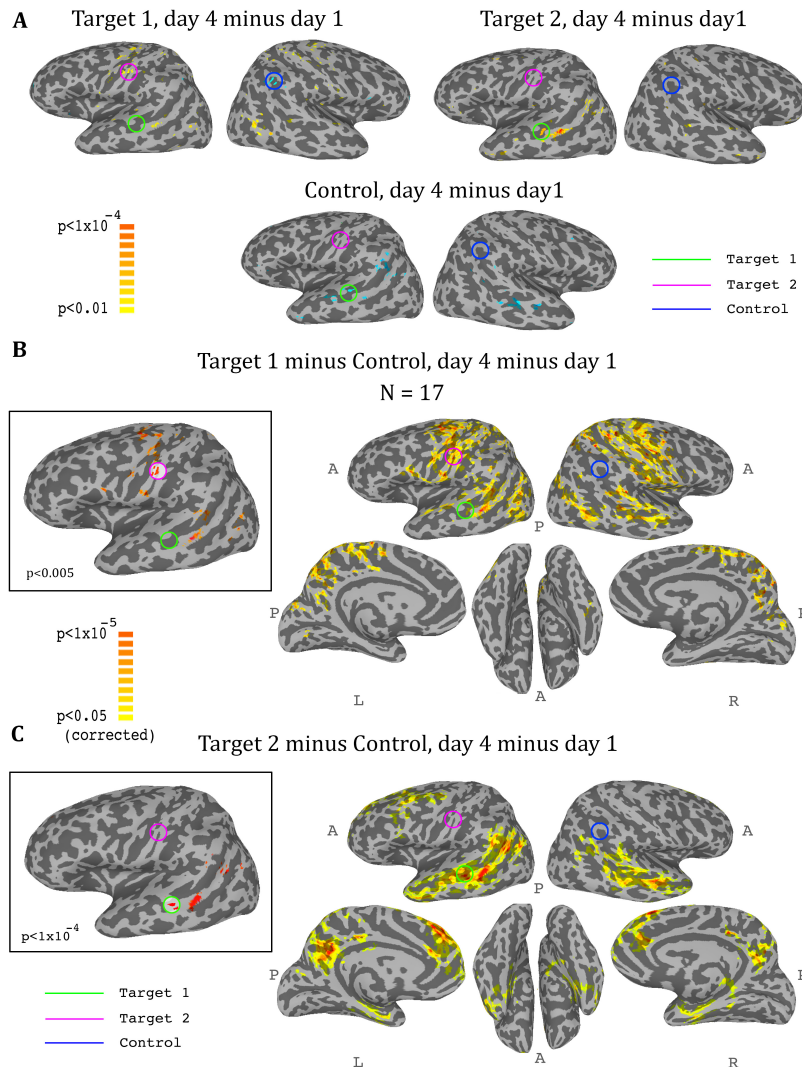 A
Target 1, day 4 minus day 1
Target 2, day 4 minus day1
Control, day 4 minus day1
p<1x10⁻⁴
p<0.01
Target 1
Target 2
Control
B
Target 1 minus Control, day 4 minus day 1
N = 17
p<0.005
A
A
P
P
P
L
A
R
p<1x10⁻⁵
p<0.05
(corrected)
C
Target 2 minus Control, day 4 minus day 1
p<1x10⁻⁴
A
A
P
P
P
Target 1
Target 2
Control
L
A
R